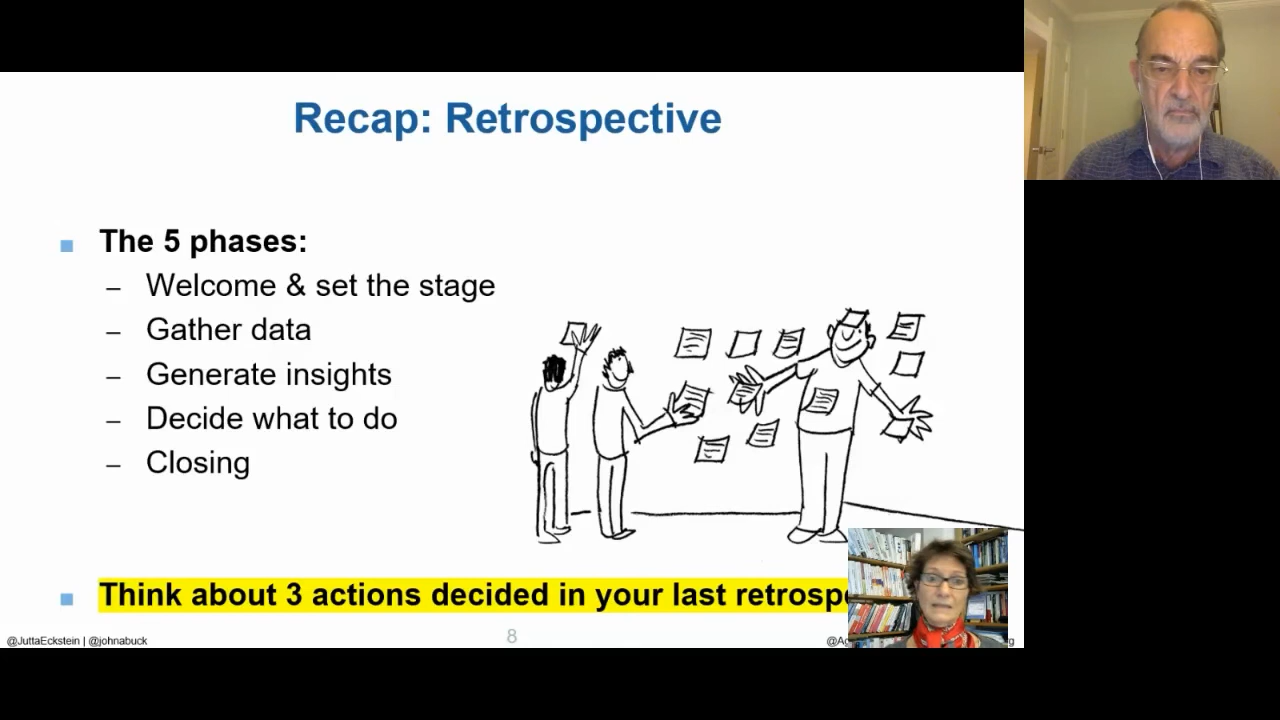 Recap: Retrospective
The 5 phases:
– Welcome & set the stage
– Gather data
– Generate insights
– Decide what to do
– Closing
Think about 3 actions decided in your last
@JuttaEckstein | @johnabuck
8